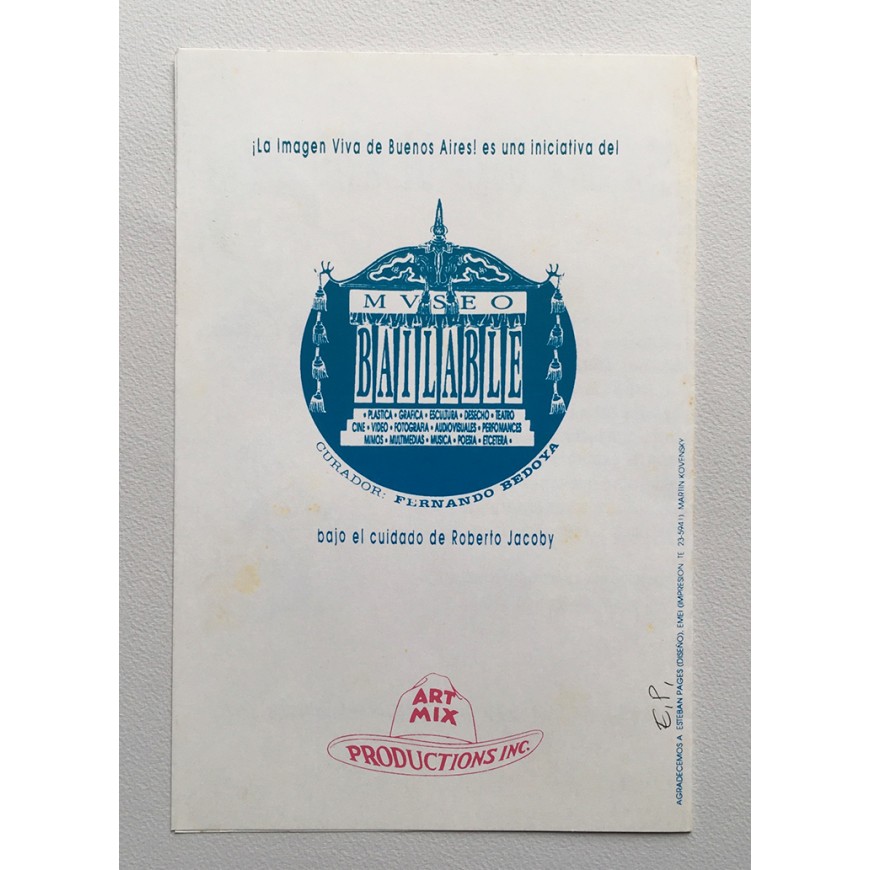 ¡La Imagen Viva de Buenos Aires! es una iniciativa del
MVSEO
BAILABLE
• PLASTICA • GRAFICA • ESCULTURA • DESECHO • TEATRO
CINE • VIDEO • FOTOGRAFIA • AUDIOVISUALES • PERFOMANCES
MIMOS • MULTIMEDIAS • MUSICA • POESIA • ETCETERA •
CURADOR: FERNANDO BEDOYA
bajo el cuidado de Roberto Jacoby
ART
MIX
PRODUCTIONS INC.
E.P.
AGRADECEMOS A ESTEBAN PAGES (DISEÑO), EMEI (IMPRESION TE 23-5941), MARTIN KOVENSKY